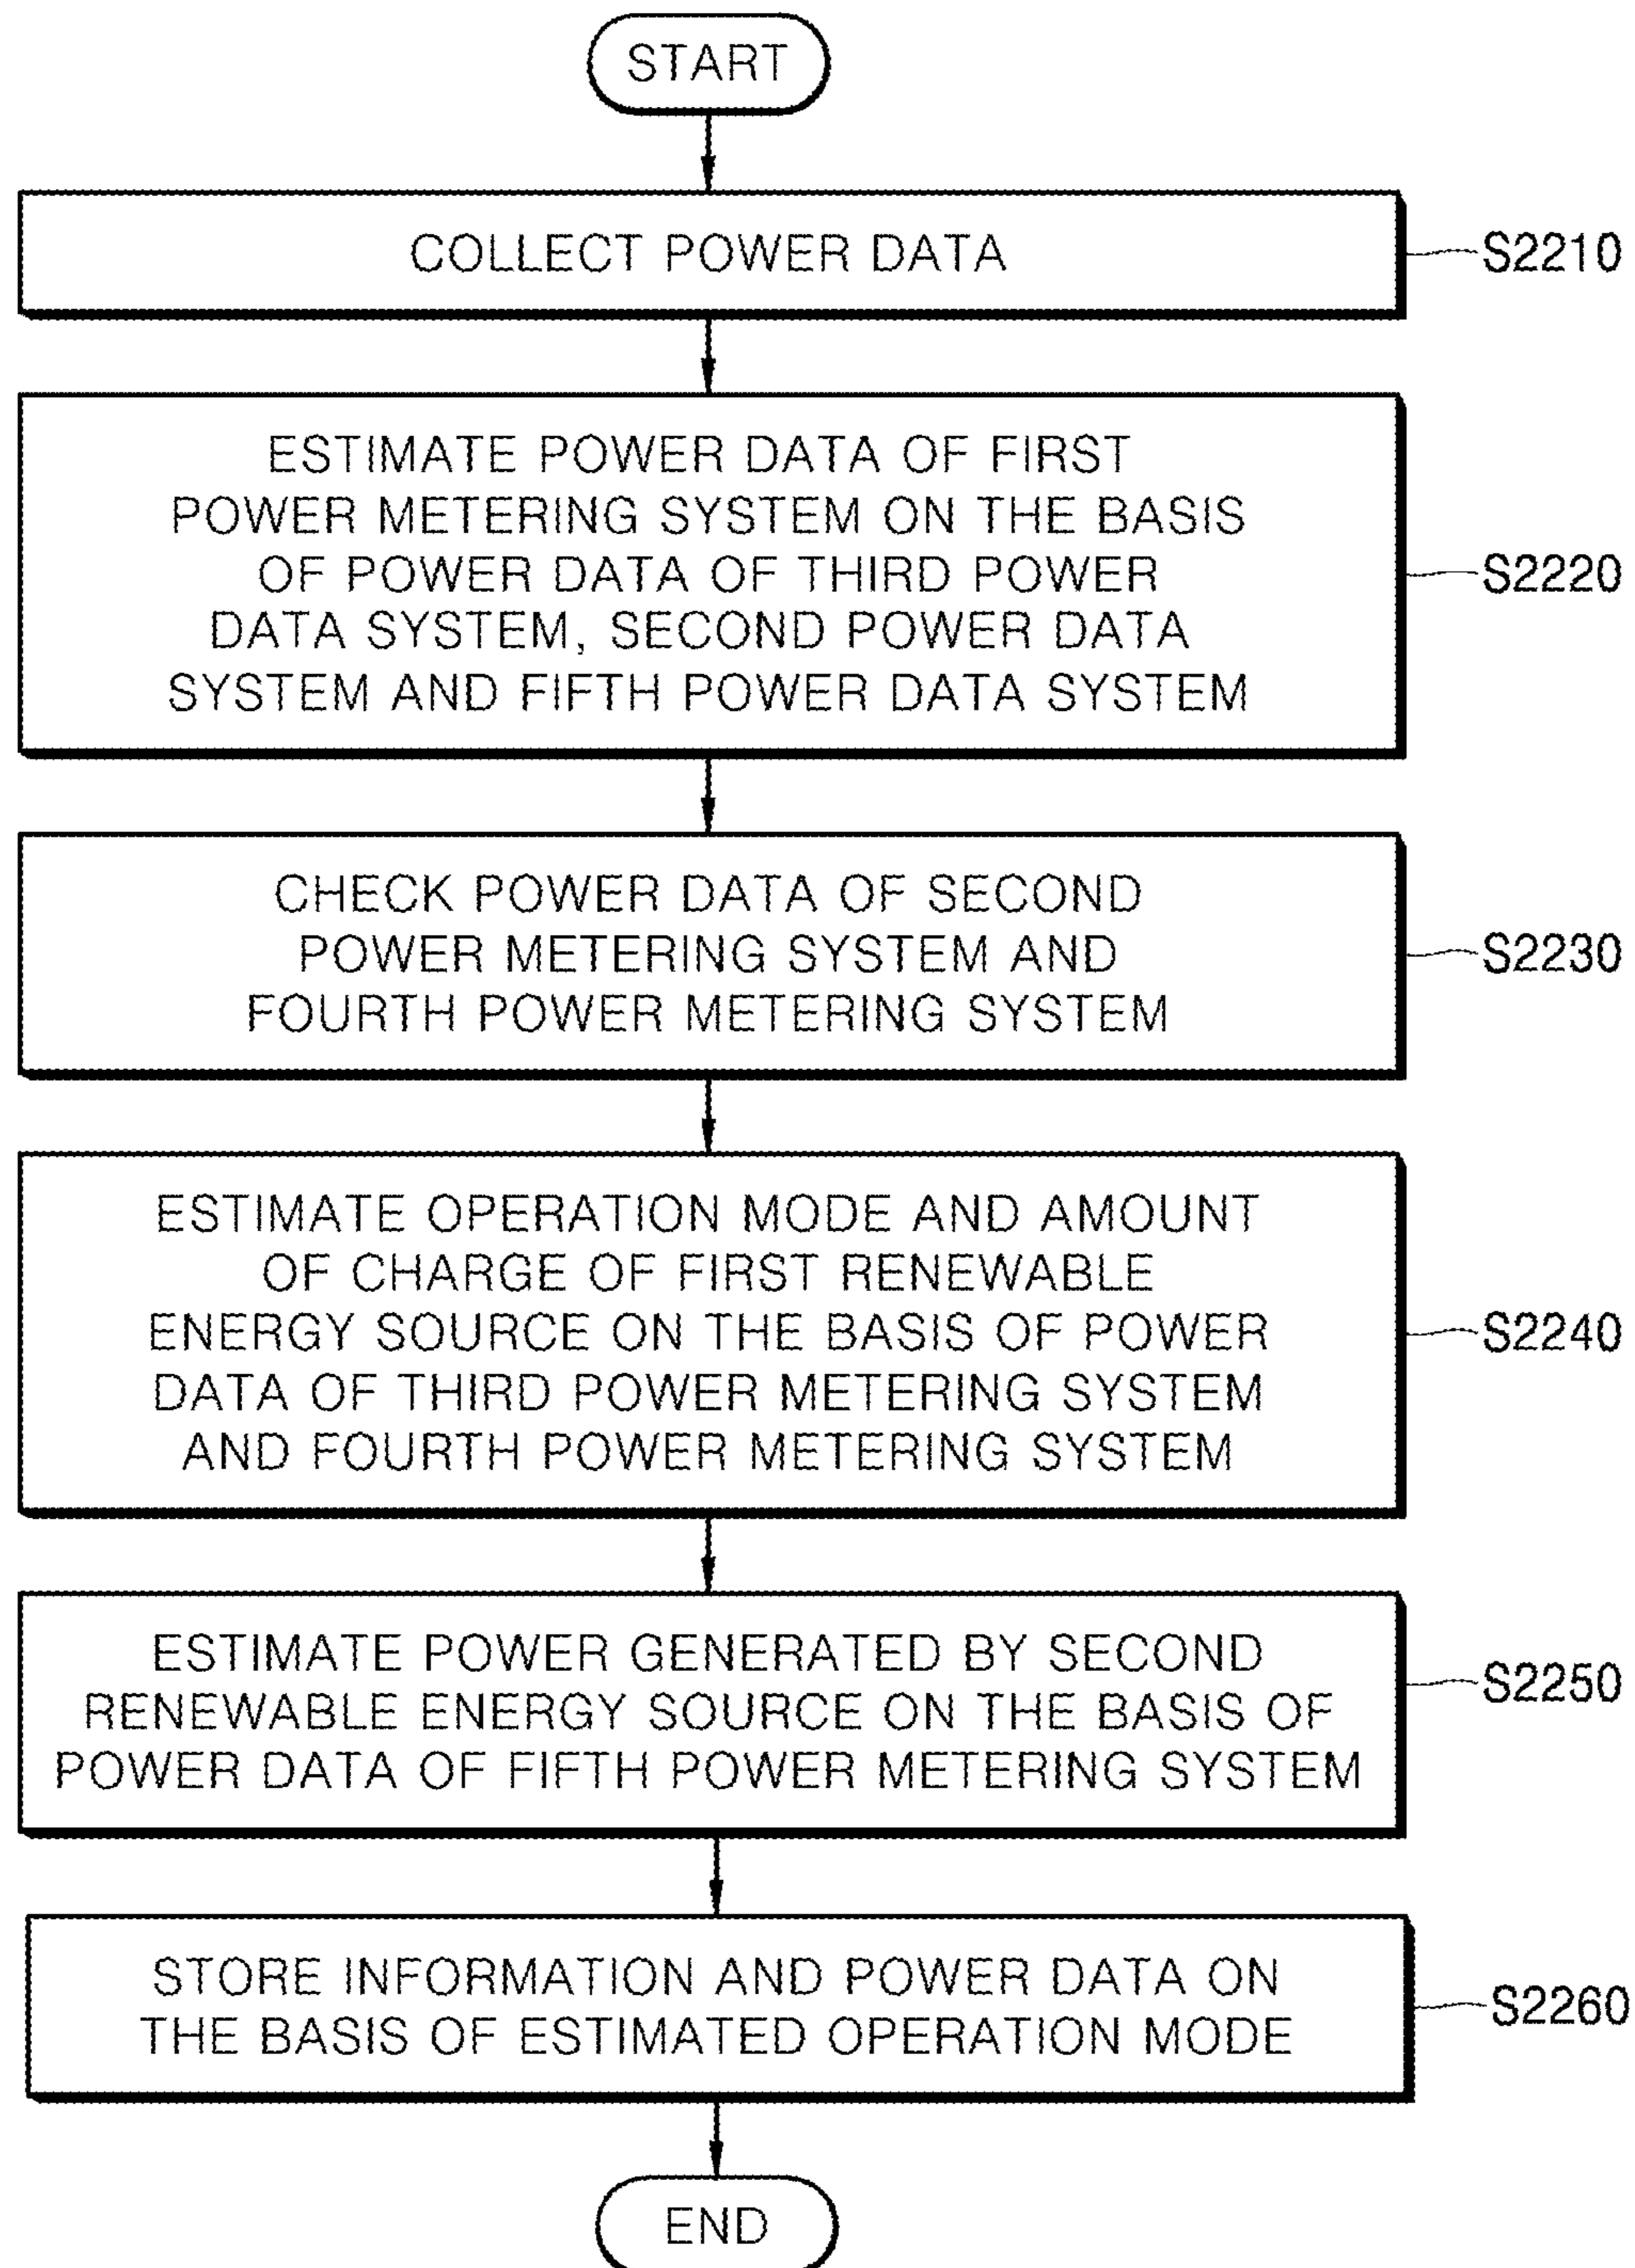 START
COLLECT POWER DATA
S2210
ESTIMATE POWER DATA OF FIRST
POWER METERING SYSTEM ON THE BASIS
OF POWER DATA OF THIRD POWER
DATA SYSTEM, SECOND POWER DATA
SYSTEM AND FIFTH POWER DATA SYSTEM
S2220
CHECK POWER DATA OF SECOND
POWER METERING SYSTEM AND
FOURTH POWER METERING SYSTEM
S2230
ESTIMATE OPERATION MODE AND AMOUNT
OF CHARGE OF FIRST RENEWABLE
ENERGY SOURCE ON THE BASIS OF POWER
DATA OF THIRD POWER METERING SYSTEM
AND FOURTH POWER METERING SYSTEM
S2240
ESTIMATE POWER GENERATED BY SECOND
RENEWABLE ENERGY SOURCE ON THE BASIS OF
POWER DATA OF FIFTH POWER METERING SYSTEM
S2250
STORE INFORMATION AND POWER DATA ON
THE BASIS OF ESTIMATED OPERATION MODE
S2260
END